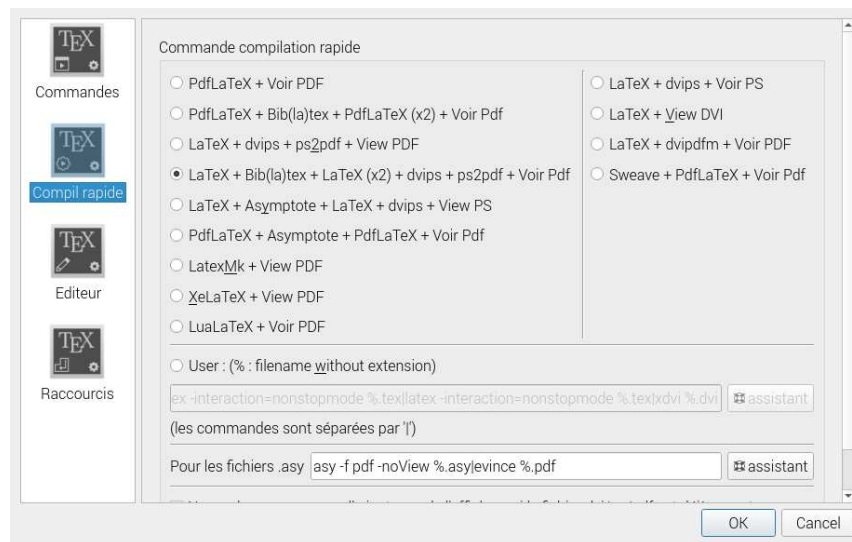 TEX
Commandes
TEX
Compil rapide
TEX
Editeur
TEX
Raccourcis
Commande compilation rapide
PdfLaTeX + Voir PDF
PdfLaTeX + Bib(la)tex + PdfLaTeX (x2) + Voir Pdf
LaTeX + dvips + ps2pdf + View PDF
LaTeX + Bib(la)tex + LaTeX (x2) + dvips + ps2pdf + Voir Pdf
LaTeX + Asymptote + LaTeX + dvips + View PS
PdfLaTeX + Asymptote + PdfLaTeX + Voir Pdf
LatexMk + View PDF
XeLaTeX + View PDF
LuaLaTeX + Voir PDF
LaTeX + dvips + Voir PS
LaTeX + View DVI
LaTeX + dvipdfm + Voir PDF
Sweave + PdfLaTeX + Voir Pdf
User : (% : filename without extension)
ex -interaction=nonstopmode %.tex|latex -interaction=nonstopmode %.tex|xdvi %.dvi assistant
(les commandes sont séparées par '|')
Pour les fichiers .asy asy -f pdf -noView %.asy|evince %.pdf assistant
OK Cancel